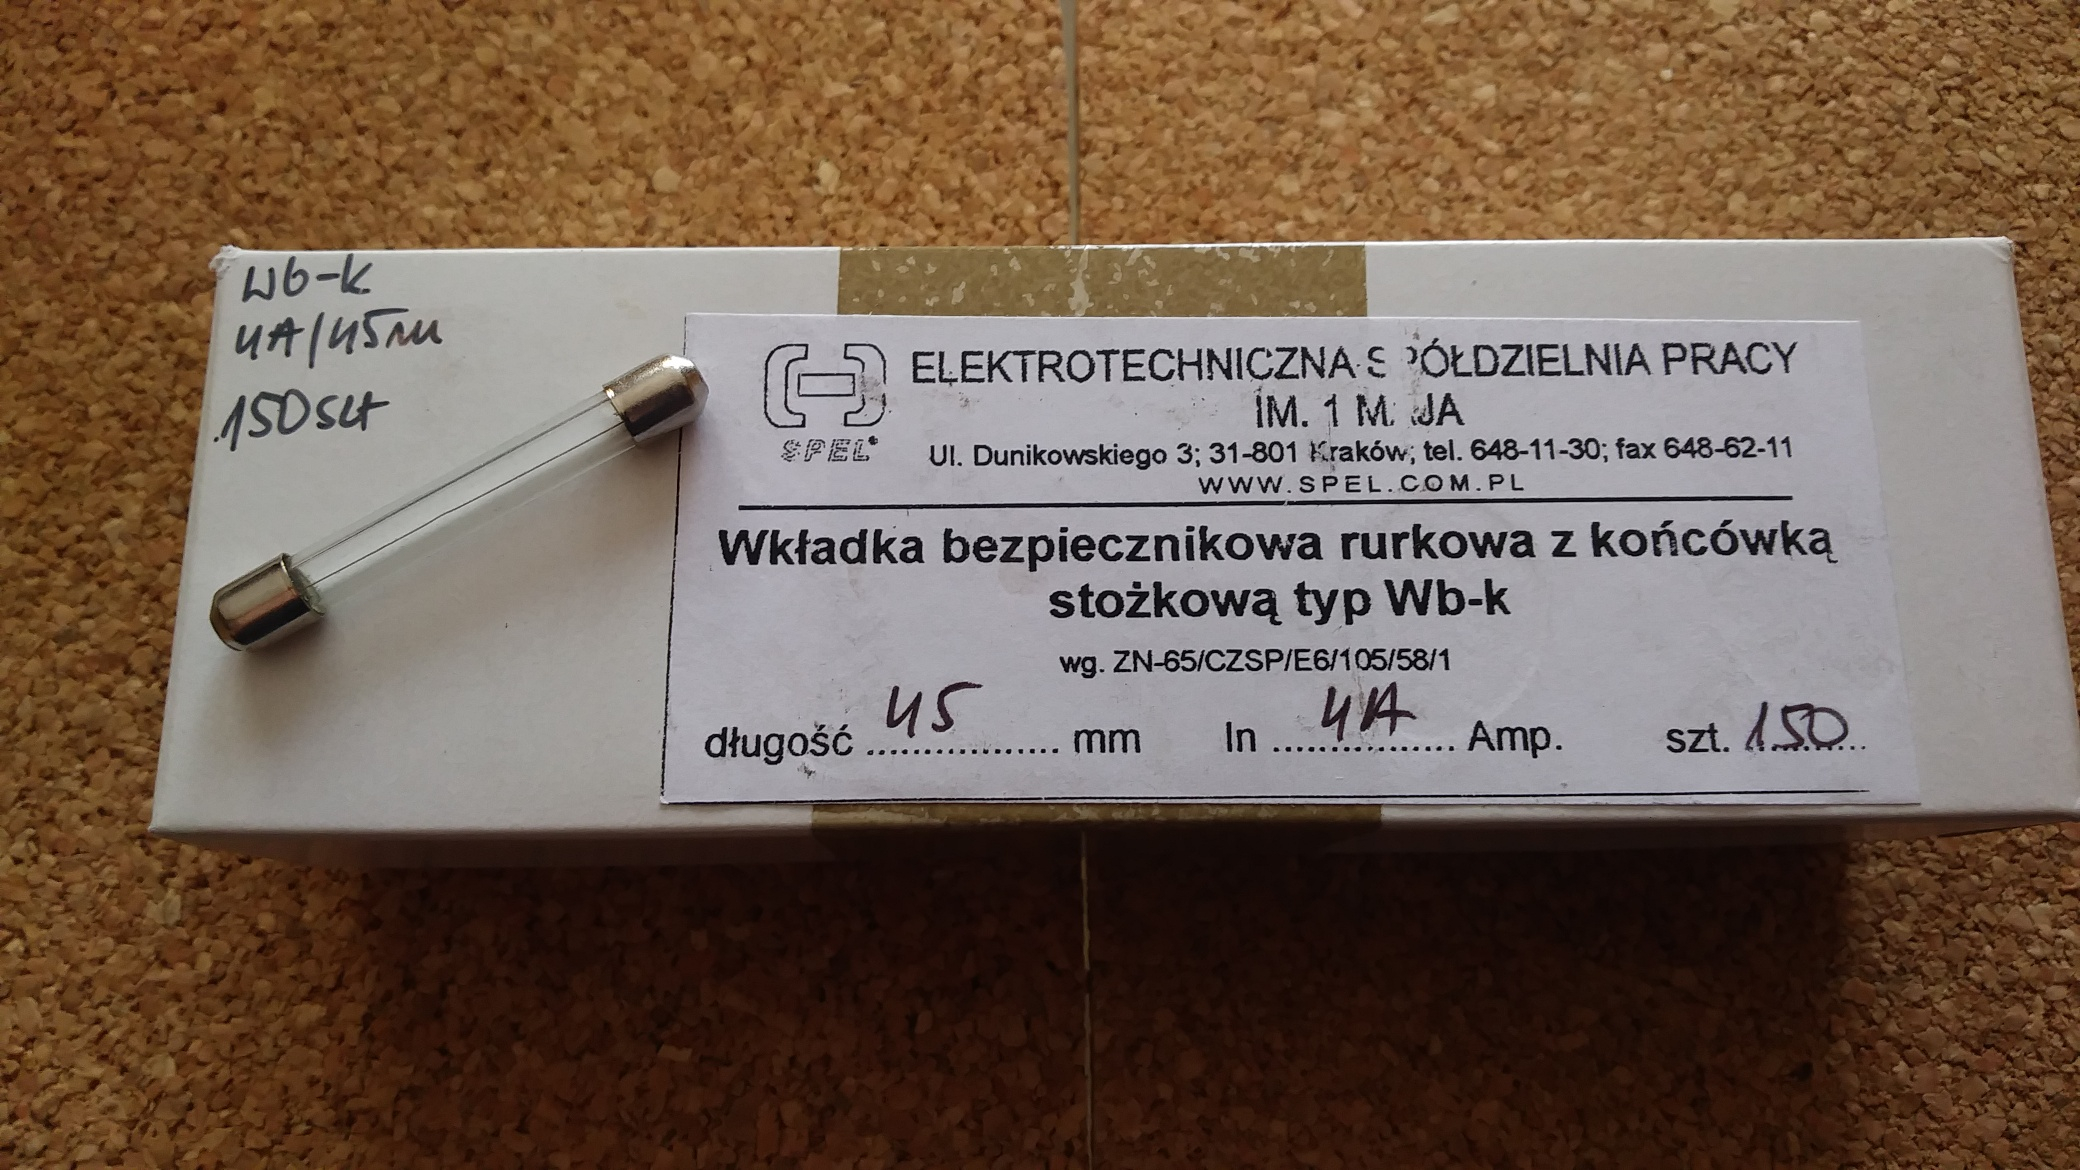 Wb-k
4A/45m
150szt
SPEL
ELEKTROTECHNICZNA SPÓŁDZIELNIA PRACY
IM. 1 MAJA
Ul. Dunikowskiego 3; 31-801 Kraków; tel. 648-11-30; fax 648-62-11
WWW.SPEL.COM.PL
Wkładka bezpiecznikowa rurkowa z końcówką
stożkową typ Wb-k
wg. ZN-65/CZSP/E6/105/58/1
długość 45 mm In 4A Amp. szt. 150